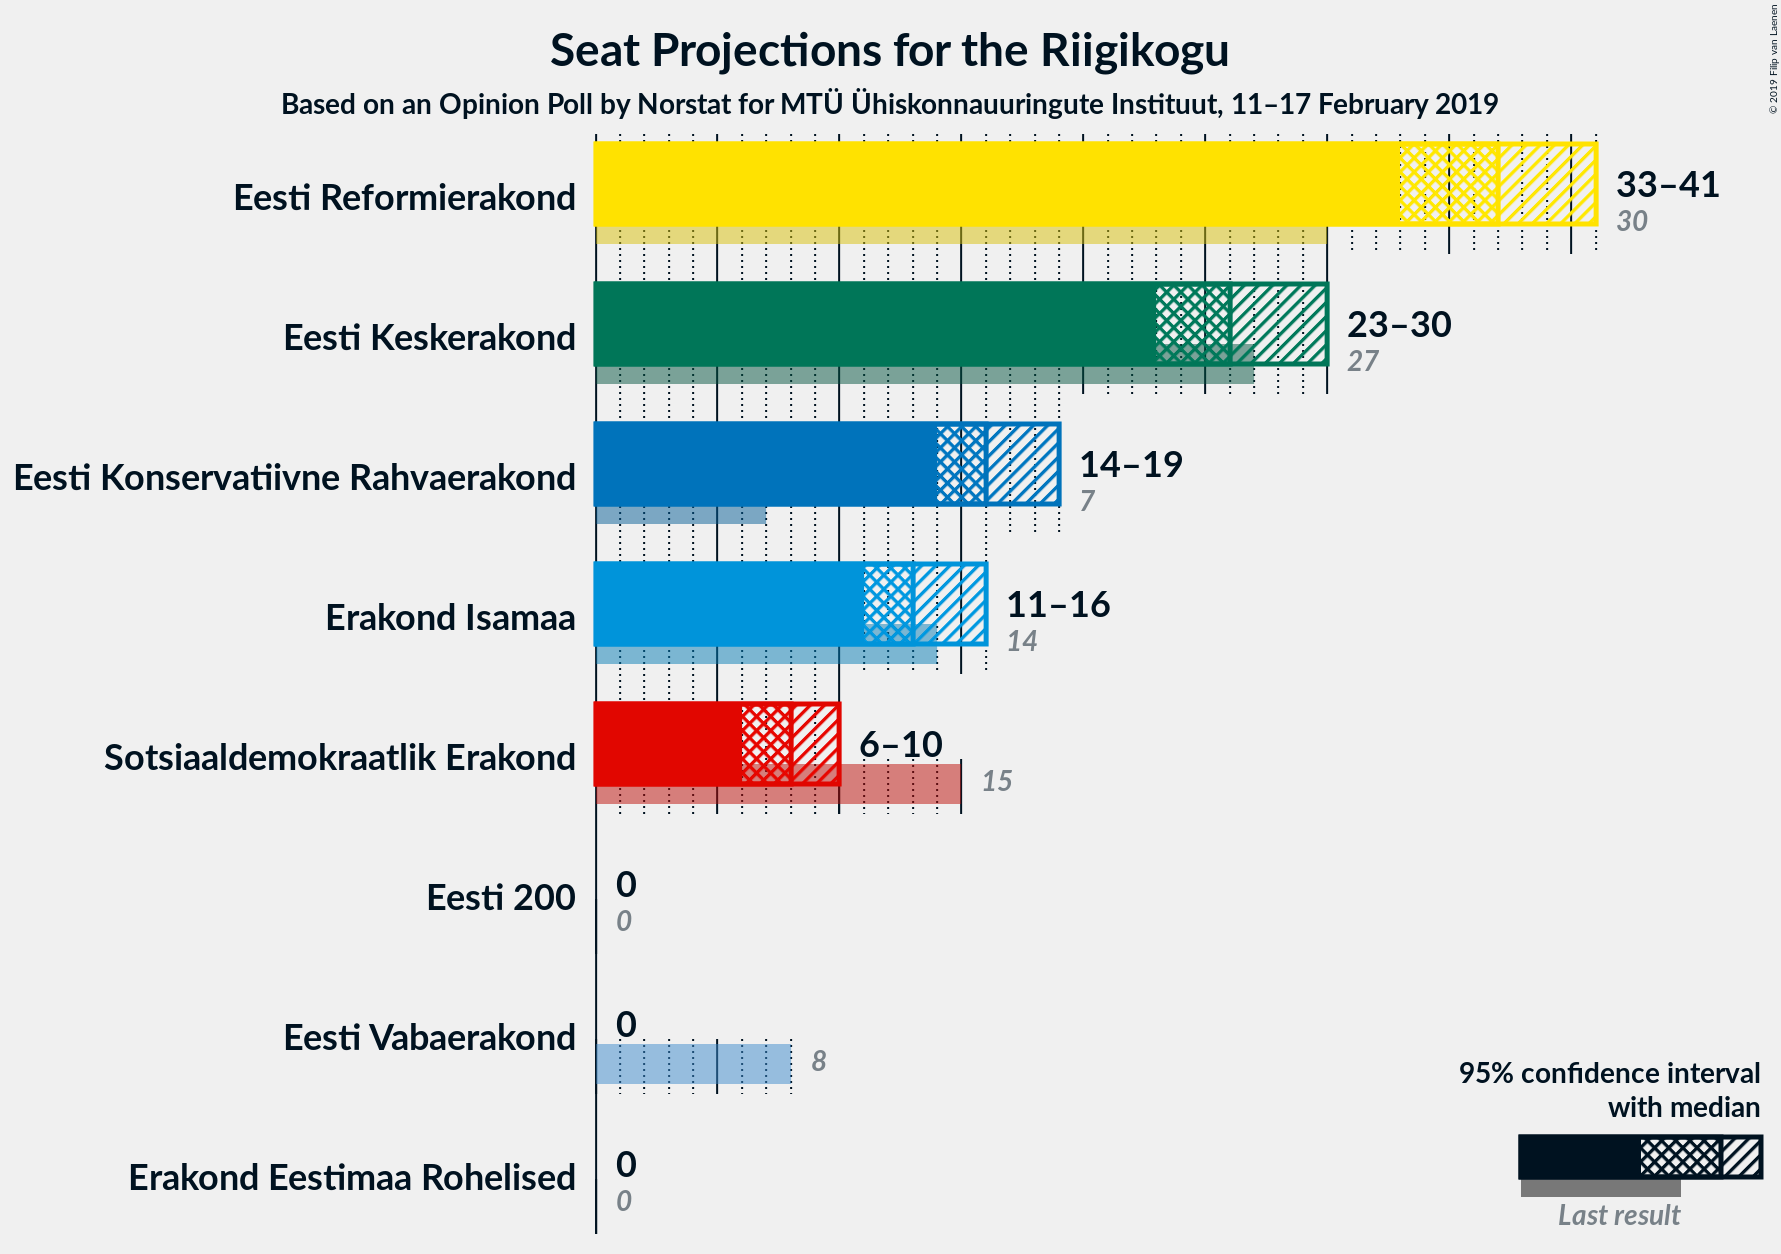 Seat Projections for the Riigikogu
Based on an Opinion Poll by Norstat for MTÜ Ühiskonnauuringute Instituut, 11–17 February 2019
© 2019 Filip van Laenen
Eesti Reformierakond
33–41
30
Eesti Keskerakond
23–30
27
Eesti Konservatiivne Rahvaerakond
14–19
7
Erakond Isamaa
11–16
14
Sotsiaaldemokraatlik Erakond
6–10
15
Eesti 200
0
0
Eesti Vabaerakond
0
8
Erakond Eestimaa Rohelised
0
0
95% confidence interval
with median
Last result